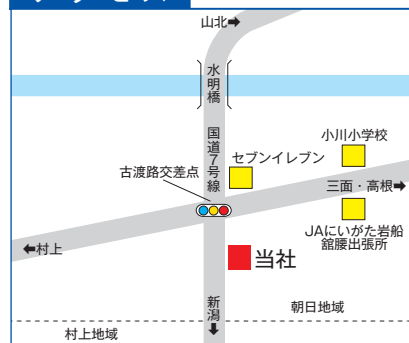 山北➡
水明橋
国道7号線
小川小学校
セブンイレブン
古渡路交差点
三面・高根➡
JAにいがた岩船
舘腰出張所
⬅村上
当社
新潟⬇
朝日地域
村上地域